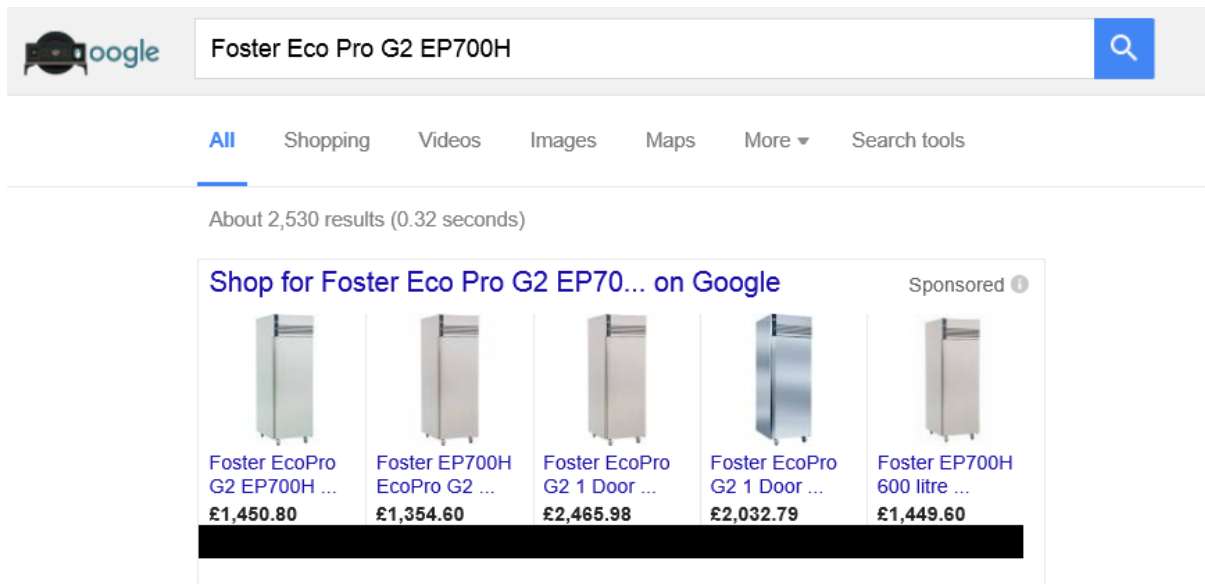 oogle
Foster Eco Pro G2 EP700H
All Shopping Videos Images Maps More Search tools
About 2,530 results (0.32 seconds)
Shop for Foster Eco Pro G2 EP70... on Google
Sponsored
Foster EcoPro
G2 EP700H ...
£1,450.80
Foster EP700H
EcoPro G2 ...
£1,354.60
Foster EcoPro
G2 1 Door ...
£2,465.98
Foster EcoPro
G2 1 Door ...
£2,032.79
Foster EP700H
600 litre ...
£1,449.60